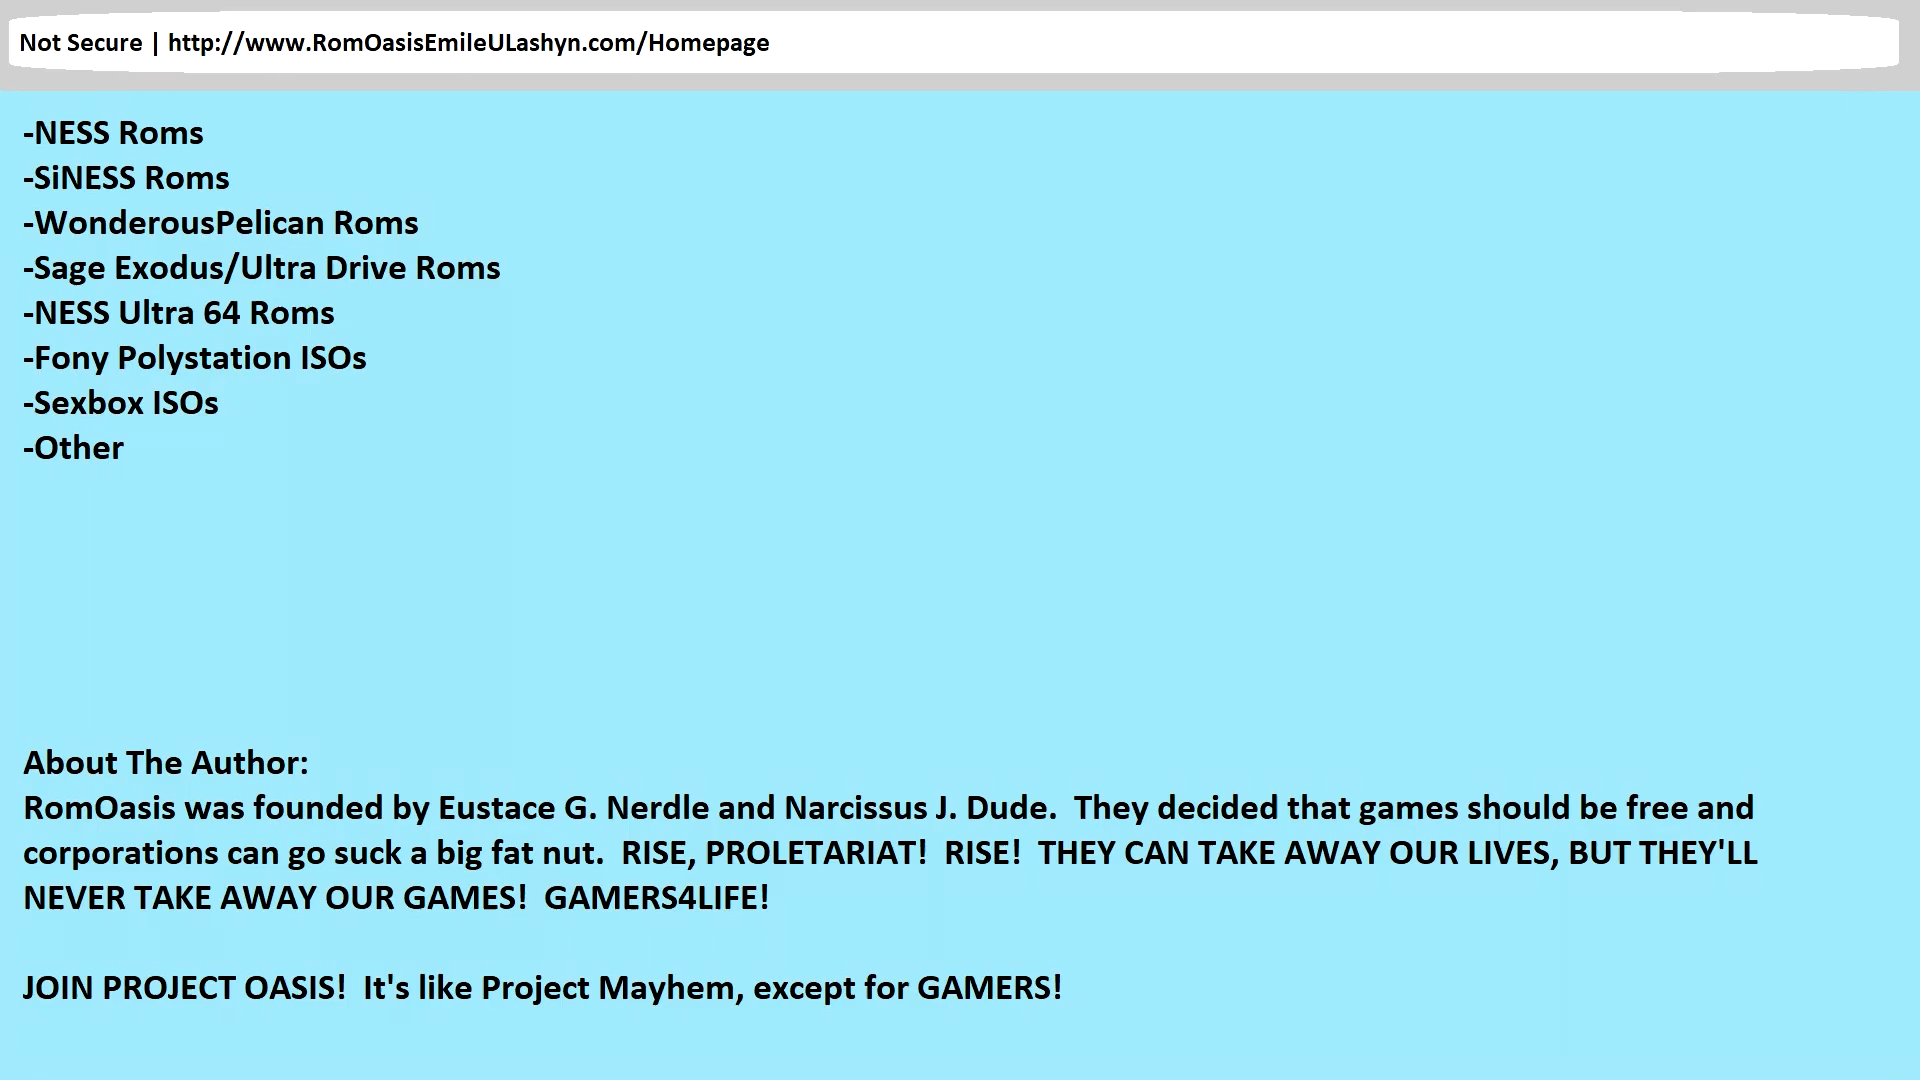 Not Secure | http://www.RomOasisEmileULashyn.com/Homepage
-NESS Roms
-SiNESS Roms
-WonderousPelican Roms
-Sage Exodus/Ultra Drive Roms
-NESS Ultra 64 Roms
-Fony Polystation ISOs
-Sexbox ISOs
-Other
About The Author:
RomOasis was founded by Eustace G. Nerdle and Narcissus J. Dude.  They decided that games should be free and
corporations can go suck a big fat nut.  RISE, PROLETARIAT!  RISE!  THEY CAN TAKE AWAY OUR LIVES, BUT THEY'LL
NEVER TAKE AWAY OUR GAMES!  GAMERS4LIFE!
JOIN PROJECT OASIS!  It's like Project Mayhem, except for GAMERS!